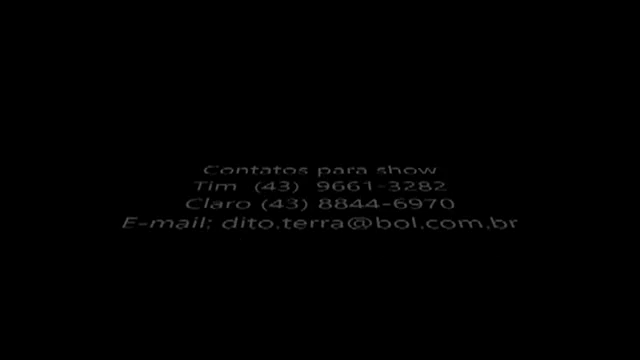 Contatos para show
Tim (43) 9661-3282
Claro (43) 8844-6970
E-mail: dito.terra@bol.com.br